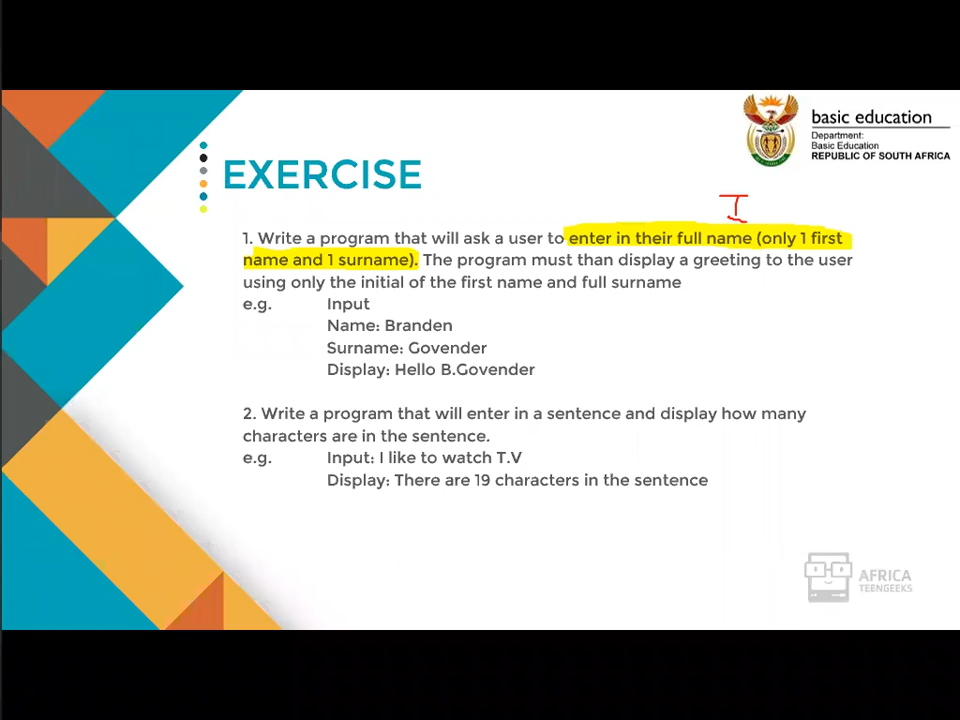 basic education
Department:
Basic Education
REPUBLIC OF SOUTH AFRICA
EXERCISE
I
1. Write a program that will ask a user to enter in their full name (only 1 first
name and 1 surname). The program must than display a greeting to the user
using only the initial of the first name and full surname
e.g. Input
Name: Branden
Surname: Govender
Display: Hello B.Govender
2. Write a program that will enter in a sentence and display how many
characters are in the sentence.
e.g. Input: I like to watch T.V
Display: There are 19 characters in the sentence
AFRICA
TEENGEEKS